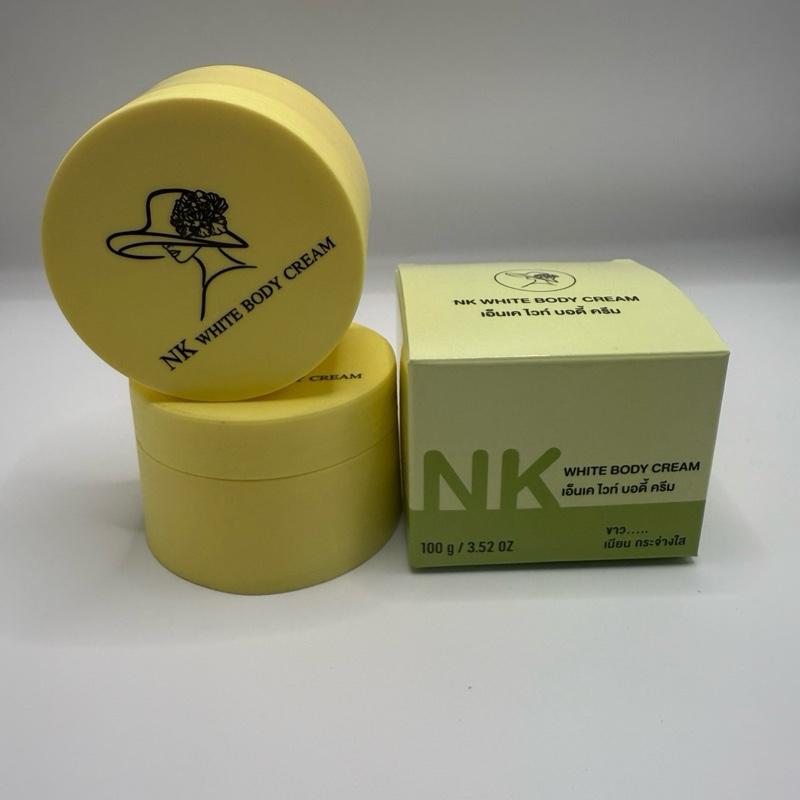 NK WHITE BODY CREAM
CREAM
NK WHITE BODY CREAM
เอ็นเค ไวท์ บอดี้ ครีม
NK WHITE BODY CREAM
เอ็นเค ไวท์ บอดี้ ครีม
ขาว.....
เนียน กระจ่างใส
100 g / 3.52 OZ